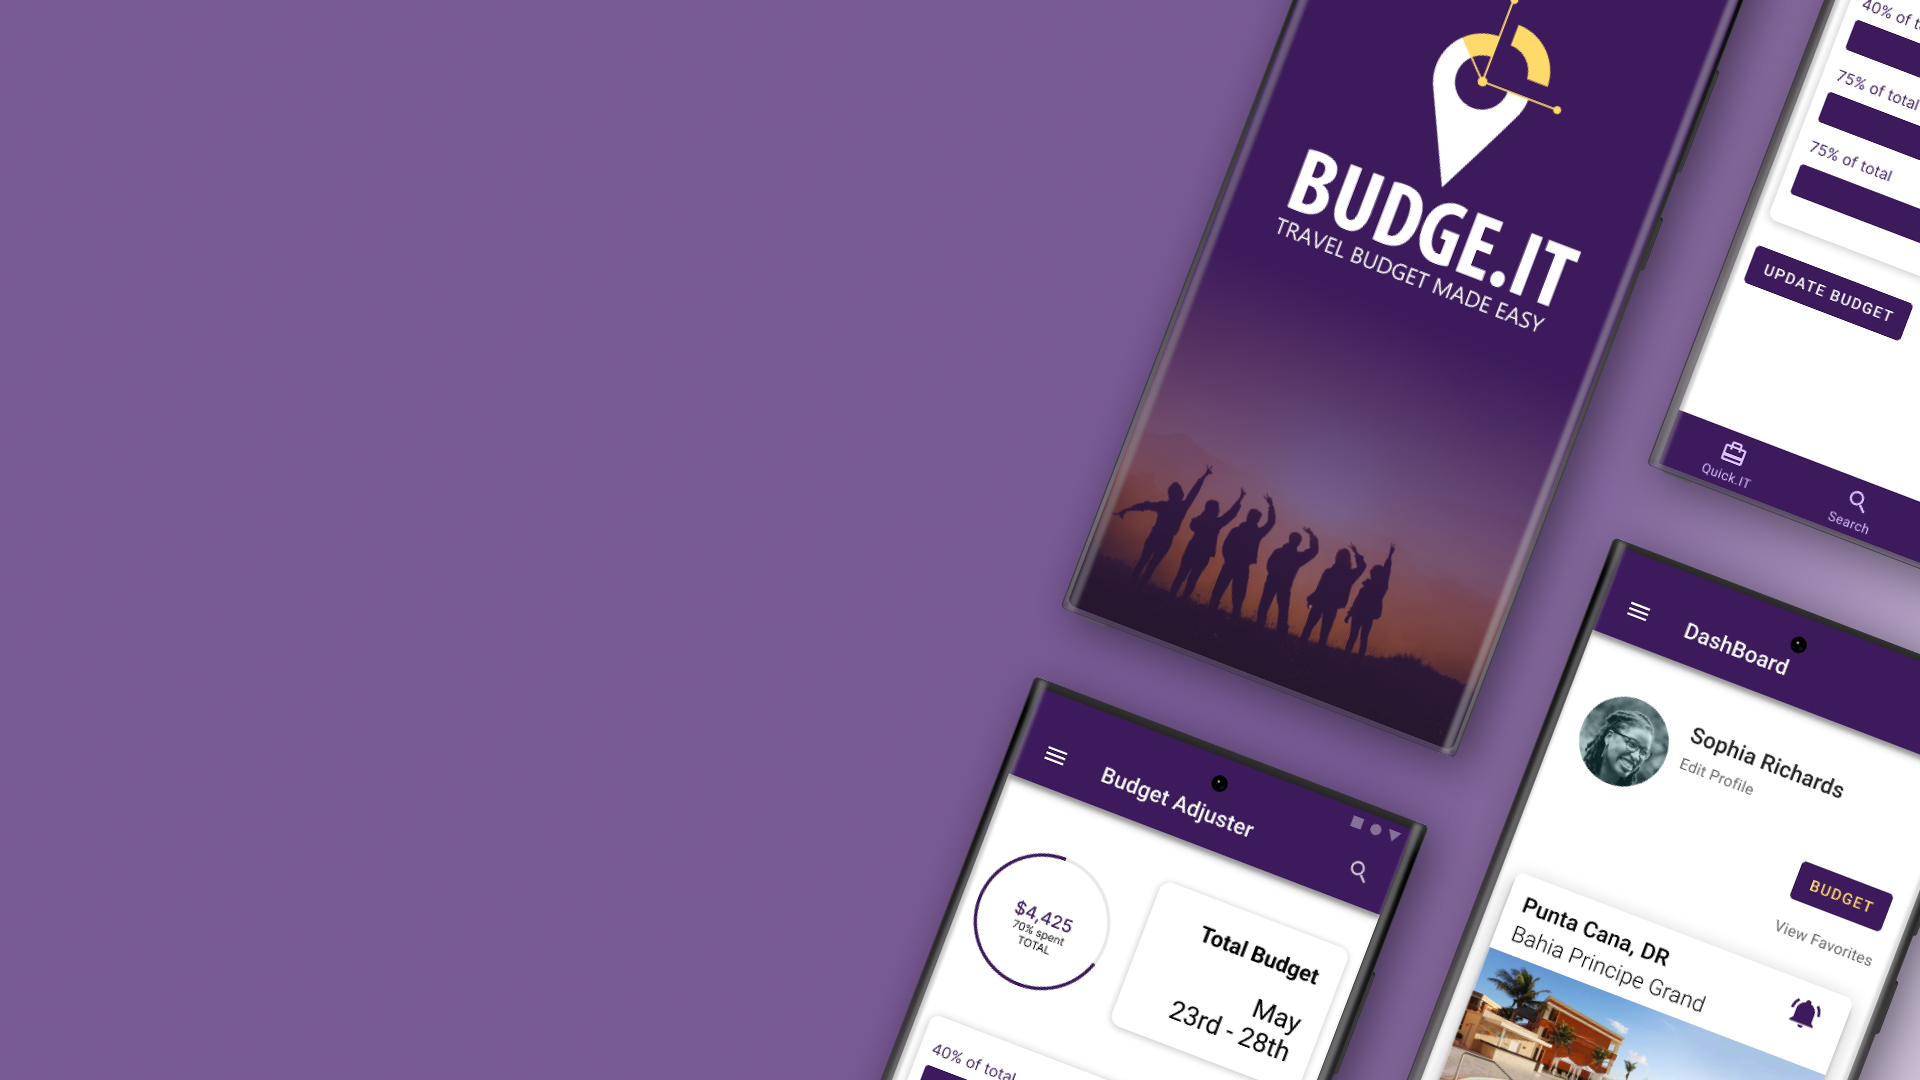 BUDGE.IT
TRAVEL BUDGET MADE EASY
40% of
75% of total
75% of total
UPDATE BUDGET
Quick.IT
Search
DashBoard
Sophia Richards
Edit Profile
BUDGET
View Favorites
Punta Cana, DR
Bahia Principe Grand
Budget Adjuster
$4,425
70% spent
TOTAL
Total Budget
May
23rd - 28th
40% of total